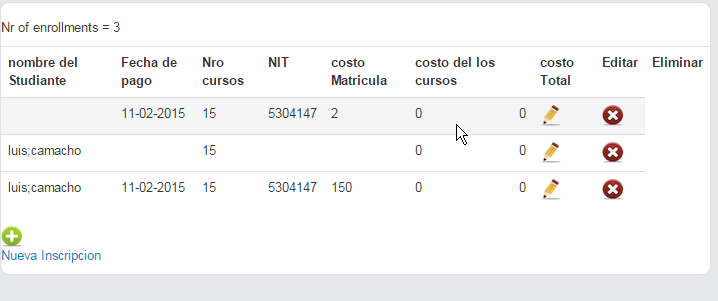 Nr of enrollments = 3
nombre del Studiante Fecha de pago Nro cursos NIT costo Matricula costo del los cursos costo Total Editar Eliminar
11-02-2015 15 5304147 2 0 0
luis;camacho 15 0 0
luis;camacho 11-02-2015 15 5304147 150 0 0
Nueva Inscripcion